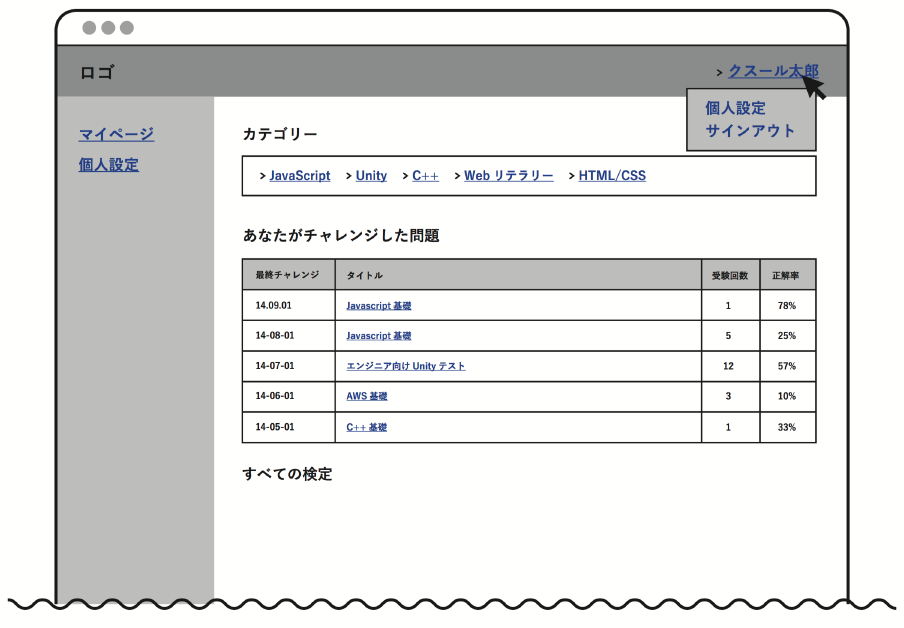 ロゴ
> クスール太郎
個人設定
サインアウト
マイページ
個人設定
カテゴリー
> JavaScript > Unity > C++ > Web リテラリー > HTML/CSS
あなたがチャレンジした問題
最終チャレンジ タイトル 受験回数 正解率
14.09.01 Javascript 基礎 1 78%
14-08-01 Javascript 基礎 5 25%
14-07-01 エンジニア向け Unity テスト 12 57%
14-06-01 AWS 基礎 3 10%
14-05-01 C++ 基礎 1 33%
すべての検定